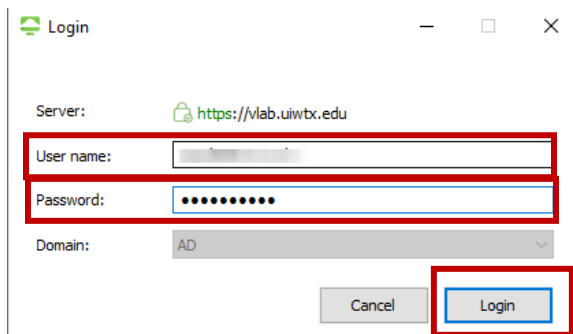 Login
Server: https://vlab.uiwtx.edu
User name:
Password: ●●●●●●●●●●
Domain: AD
Cancel Login